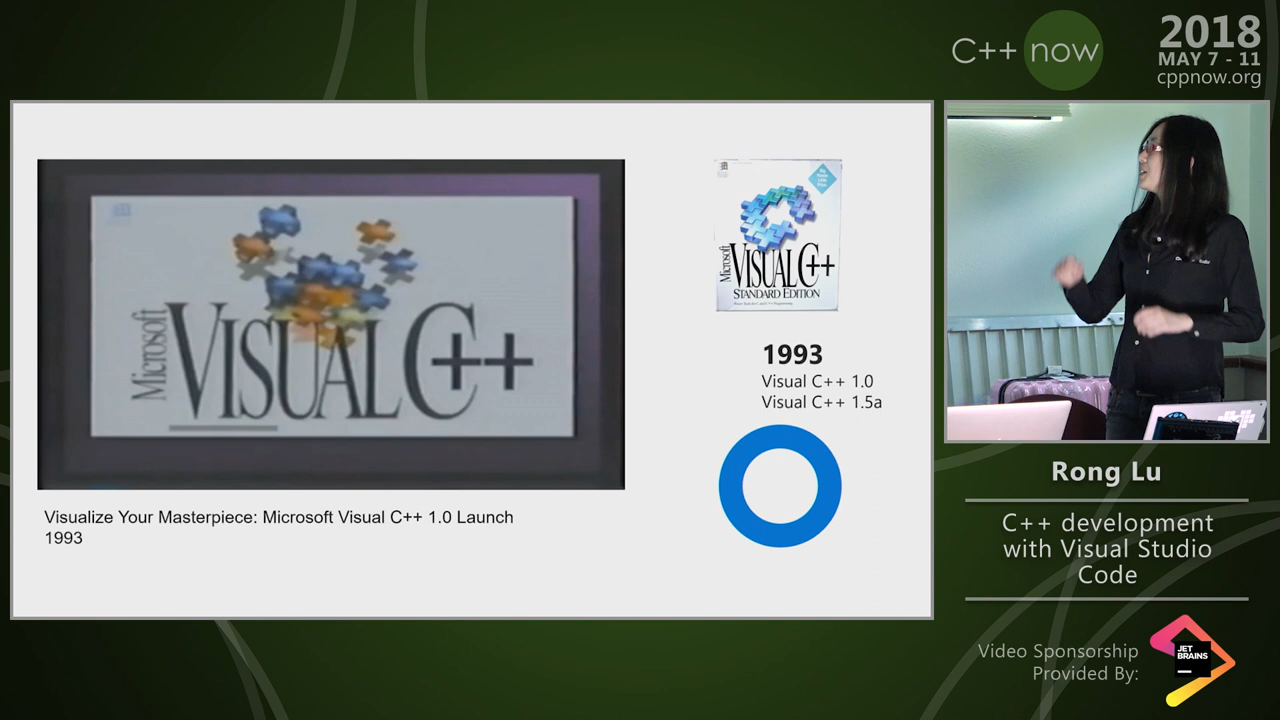 C++ now
2018
MAY 7 - 11
cppnow.org
Microsoft
VISUAL C++
Microsoft
VISUAL C++
STANDARD EDITION
1993
Visual C++ 1.0
Visual C++ 1.5a
Visualize Your Masterpiece: Microsoft Visual C++ 1.0 Launch
1993
Rong Lu
C++ development
with Visual Studio
Code
Video Sponsorship
Provided By:
JET
BRAINS